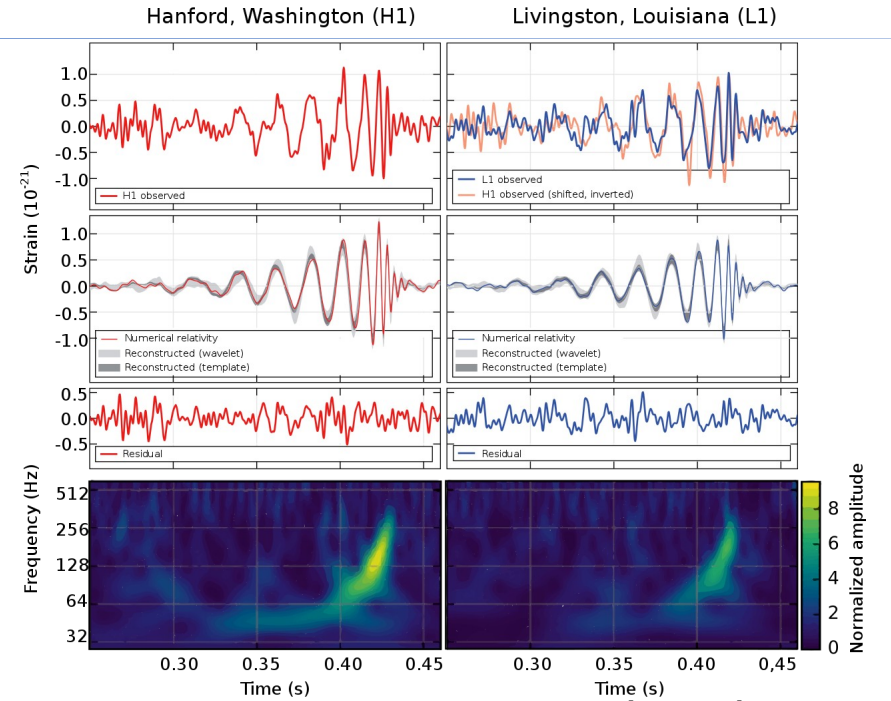 Hanford, Washington (H1)
Livingston, Louisiana (L1)
Strain (10⁻²¹)
1.0
0.5
0.0
-0.5
-1.0
H1 observed
L1 observed
H1 observed (shifted, inverted)
1.0
0.5
0.0
-0.5
-1.0
Numerical relativity
Reconstructed (wavelet)
Reconstructed (template)
Numerical relativity
Reconstructed (wavelet)
Reconstructed (template)
0.5
0.0
-0.5
Residual
Residual
Frequency (Hz)
512
256
128
64
32
0.30 0.35 0.40 0.45
Time (s)
0.30 0.35 0.40 0,45
Time (s)
8
6
4
2
0
Normalized amplitude